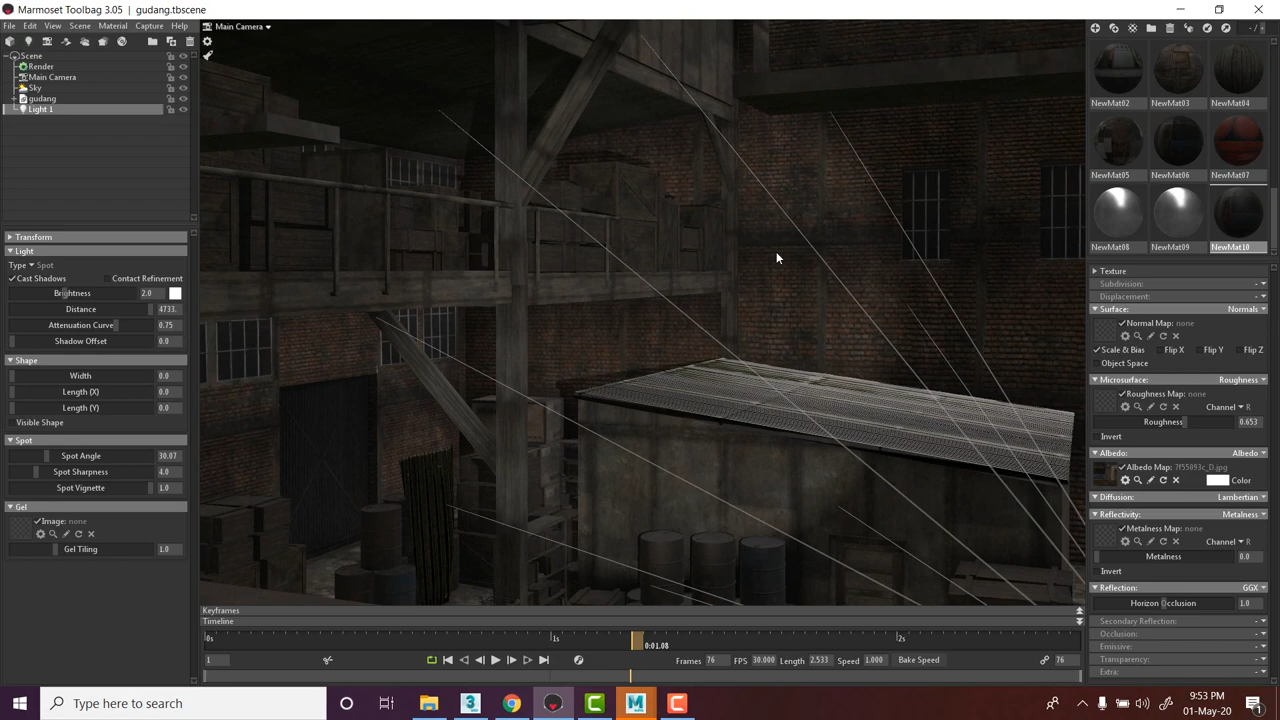 Marmoset Toolbag 3.05 | gudang.tbscene
File Edit View Scene Material Capture Help
Main Camera
- / -
Scene
Render
Main Camera
Sky
gudang
Light 1
NewMat02 NewMat03 NewMat04
NewMat05 NewMat06 NewMat07
NewMat08 NewMat09 NewMat10
Transform
Light
Type Spot
Cast Shadows Contact Refinement
Brightness 2.0
Distance 4733.
Attenuation Curve 0.75
Shadow Offset 0.0
Shape
Width 0.0
Length (X) 0.0
Length (Y) 0.0
Visible Shape
Spot
Spot Angle 30.07
Spot Sharpness 4.0
Spot Vignette 1.0
Gel
Image: none
Gel Tiling 1.0
Texture
Subdivision: -
Displacement: -
Surface: Normals
Normal Map: none
Scale & Bias Flip X Flip Y Flip Z
Object Space
Microsurface: Roughness
Roughness Map: none
Channel R
Roughness 0.653
Invert
Albedo: Albedo
Albedo Map: 7f55093c_D.jpg
Color
Diffusion: Lambertian
Reflectivity: Metalness
Metalness Map: none
Channel R
Metalness 0.0
Invert
Reflection: GGX
Horizon Occlusion 1.0
Secondary Reflection: -
Occlusion: -
Emissive: -
Transparency: -
Extra: -
Keyframes
Timeline
0s 1s 2s
0:01.08
1 Frames 76 FPS 30.000 Length 2.533 Speed 1.000 Bake Speed 76
Type here to search
9:53 PM
01-May-20